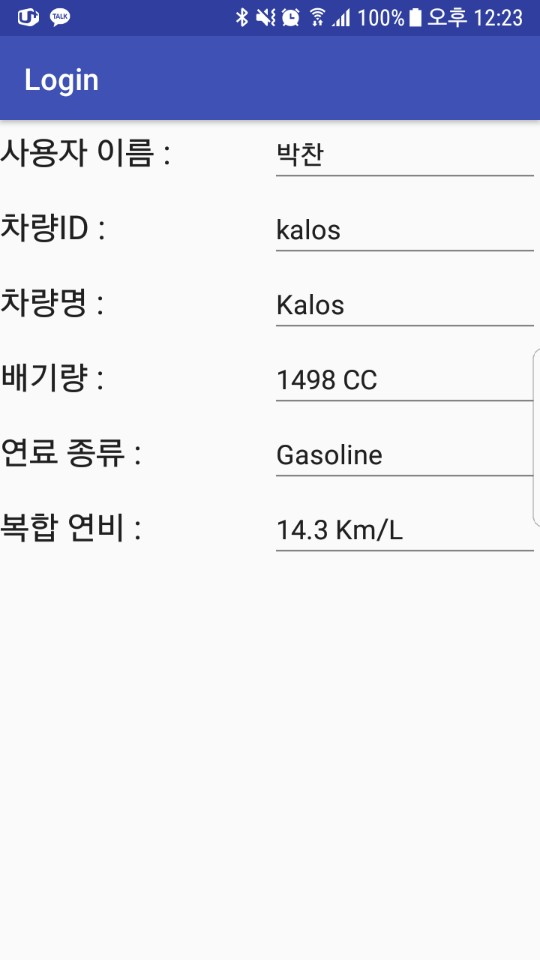 TALK 100% 오후 12:23
Login
사용자 이름 : 박찬
차량ID : kalos
차량명 : Kalos
배기량 : 1498 CC
연료 종류 : Gasoline
복합 연비 : 14.3 Km/L